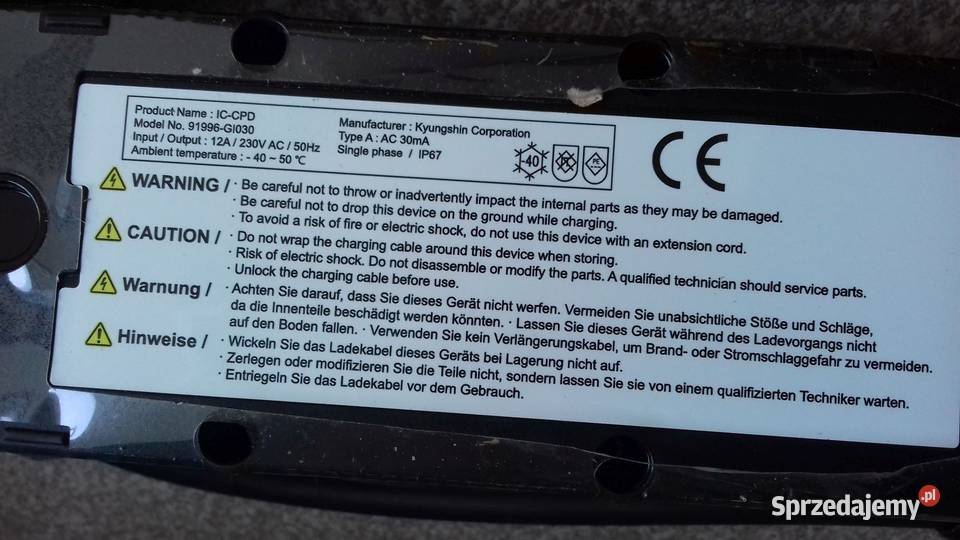 Product Name : IC-CPD
Model No. 91996-GI030
Input / Output : 12A / 230V AC / 50Hz
Ambient temperature : - 40 ~ 50 ℃
Manufacturer : Kyungshin Corporation
Type A : AC 30mA
Single phase / IP67
-40
PE
CE
WARNING / · Be careful not to throw or inadvertently impact the internal parts as they may be damaged.
· Be careful not to drop this device on the ground while charging.
· To avoid a risk of fire or electric shock, do not use this device with an extension cord.
CAUTION / · Do not wrap the charging cable around this device when storing.
· Risk of electric shock. Do not disassemble or modify the parts. A qualified technician should service parts.
· Unlock the charging cable before use.
Warnung / · Achten Sie darauf, dass Sie dieses Gerät nicht werfen. Vermeiden Sie unabsichtliche Stöße und Schläge,
da die Innenteile beschädigt werden könnten. · Lassen Sie dieses Gerät während des Ladevorgangs nicht
auf den Boden fallen. · Verwenden Sie kein Verlängerungskabel, um Brand- oder Stromschlaggefahr zu vermeiden.
Hinweise / · Wickeln Sie das Ladekabel dieses Geräts bei Lagerung nicht auf.
· Zerlegen oder modifizieren Sie die Teile nicht, sondern lassen Sie sie von einem qualifizierten Techniker warten.
· Entriegeln Sie das Ladekabel vor dem Gebrauch.
Sprzedajemy.pl